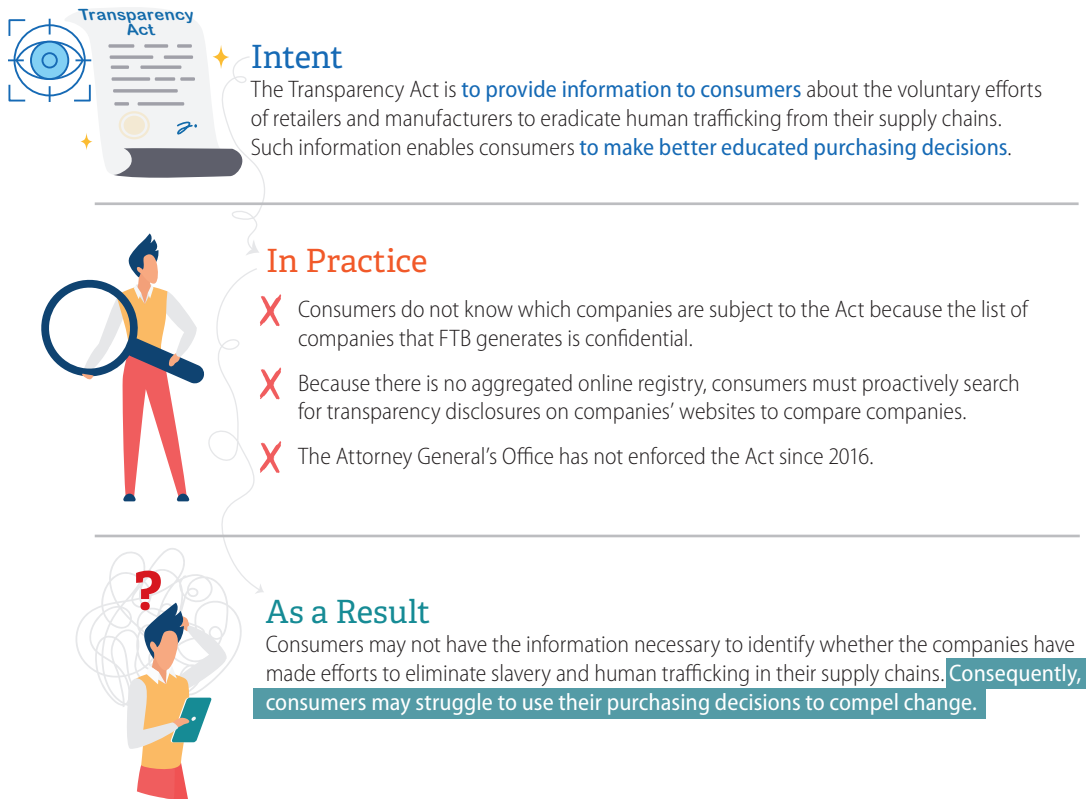 Transparency
Act
Intent
The Transparency Act is to provide information to consumers about the voluntary efforts
of retailers and manufacturers to eradicate human trafficking from their supply chains.
Such information enables consumers to make better educated purchasing decisions.
In Practice
Consumers do not know which companies are subject to the Act because the list of
companies that FTB generates is confidential.
Because there is no aggregated online registry, consumers must proactively search
for transparency disclosures on companies’ websites to compare companies.
The Attorney General’s Office has not enforced the Act since 2016.
?
As a Result
Consumers may not have the information necessary to identify whether the companies have
made efforts to eliminate slavery and human trafficking in their supply chains. Consequently,
consumers may struggle to use their purchasing decisions to compel change.